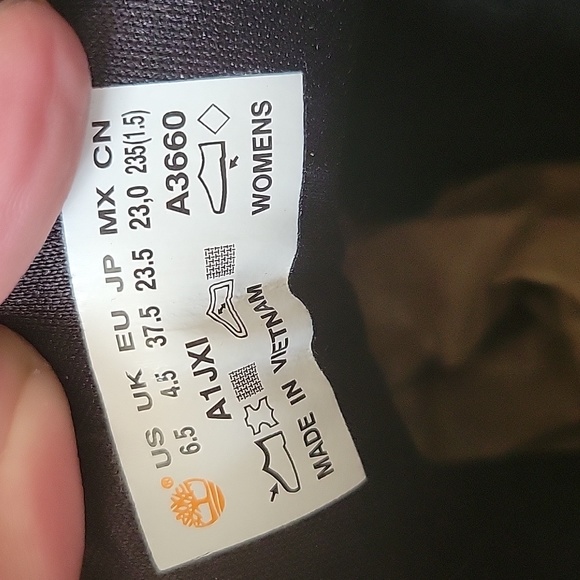 ® US UK EU JP MX CN
6.5 4.5 37.5 23.5 23,0 235(1.5)
A1JXI A3660
MADE IN VIETNAM WOMENS